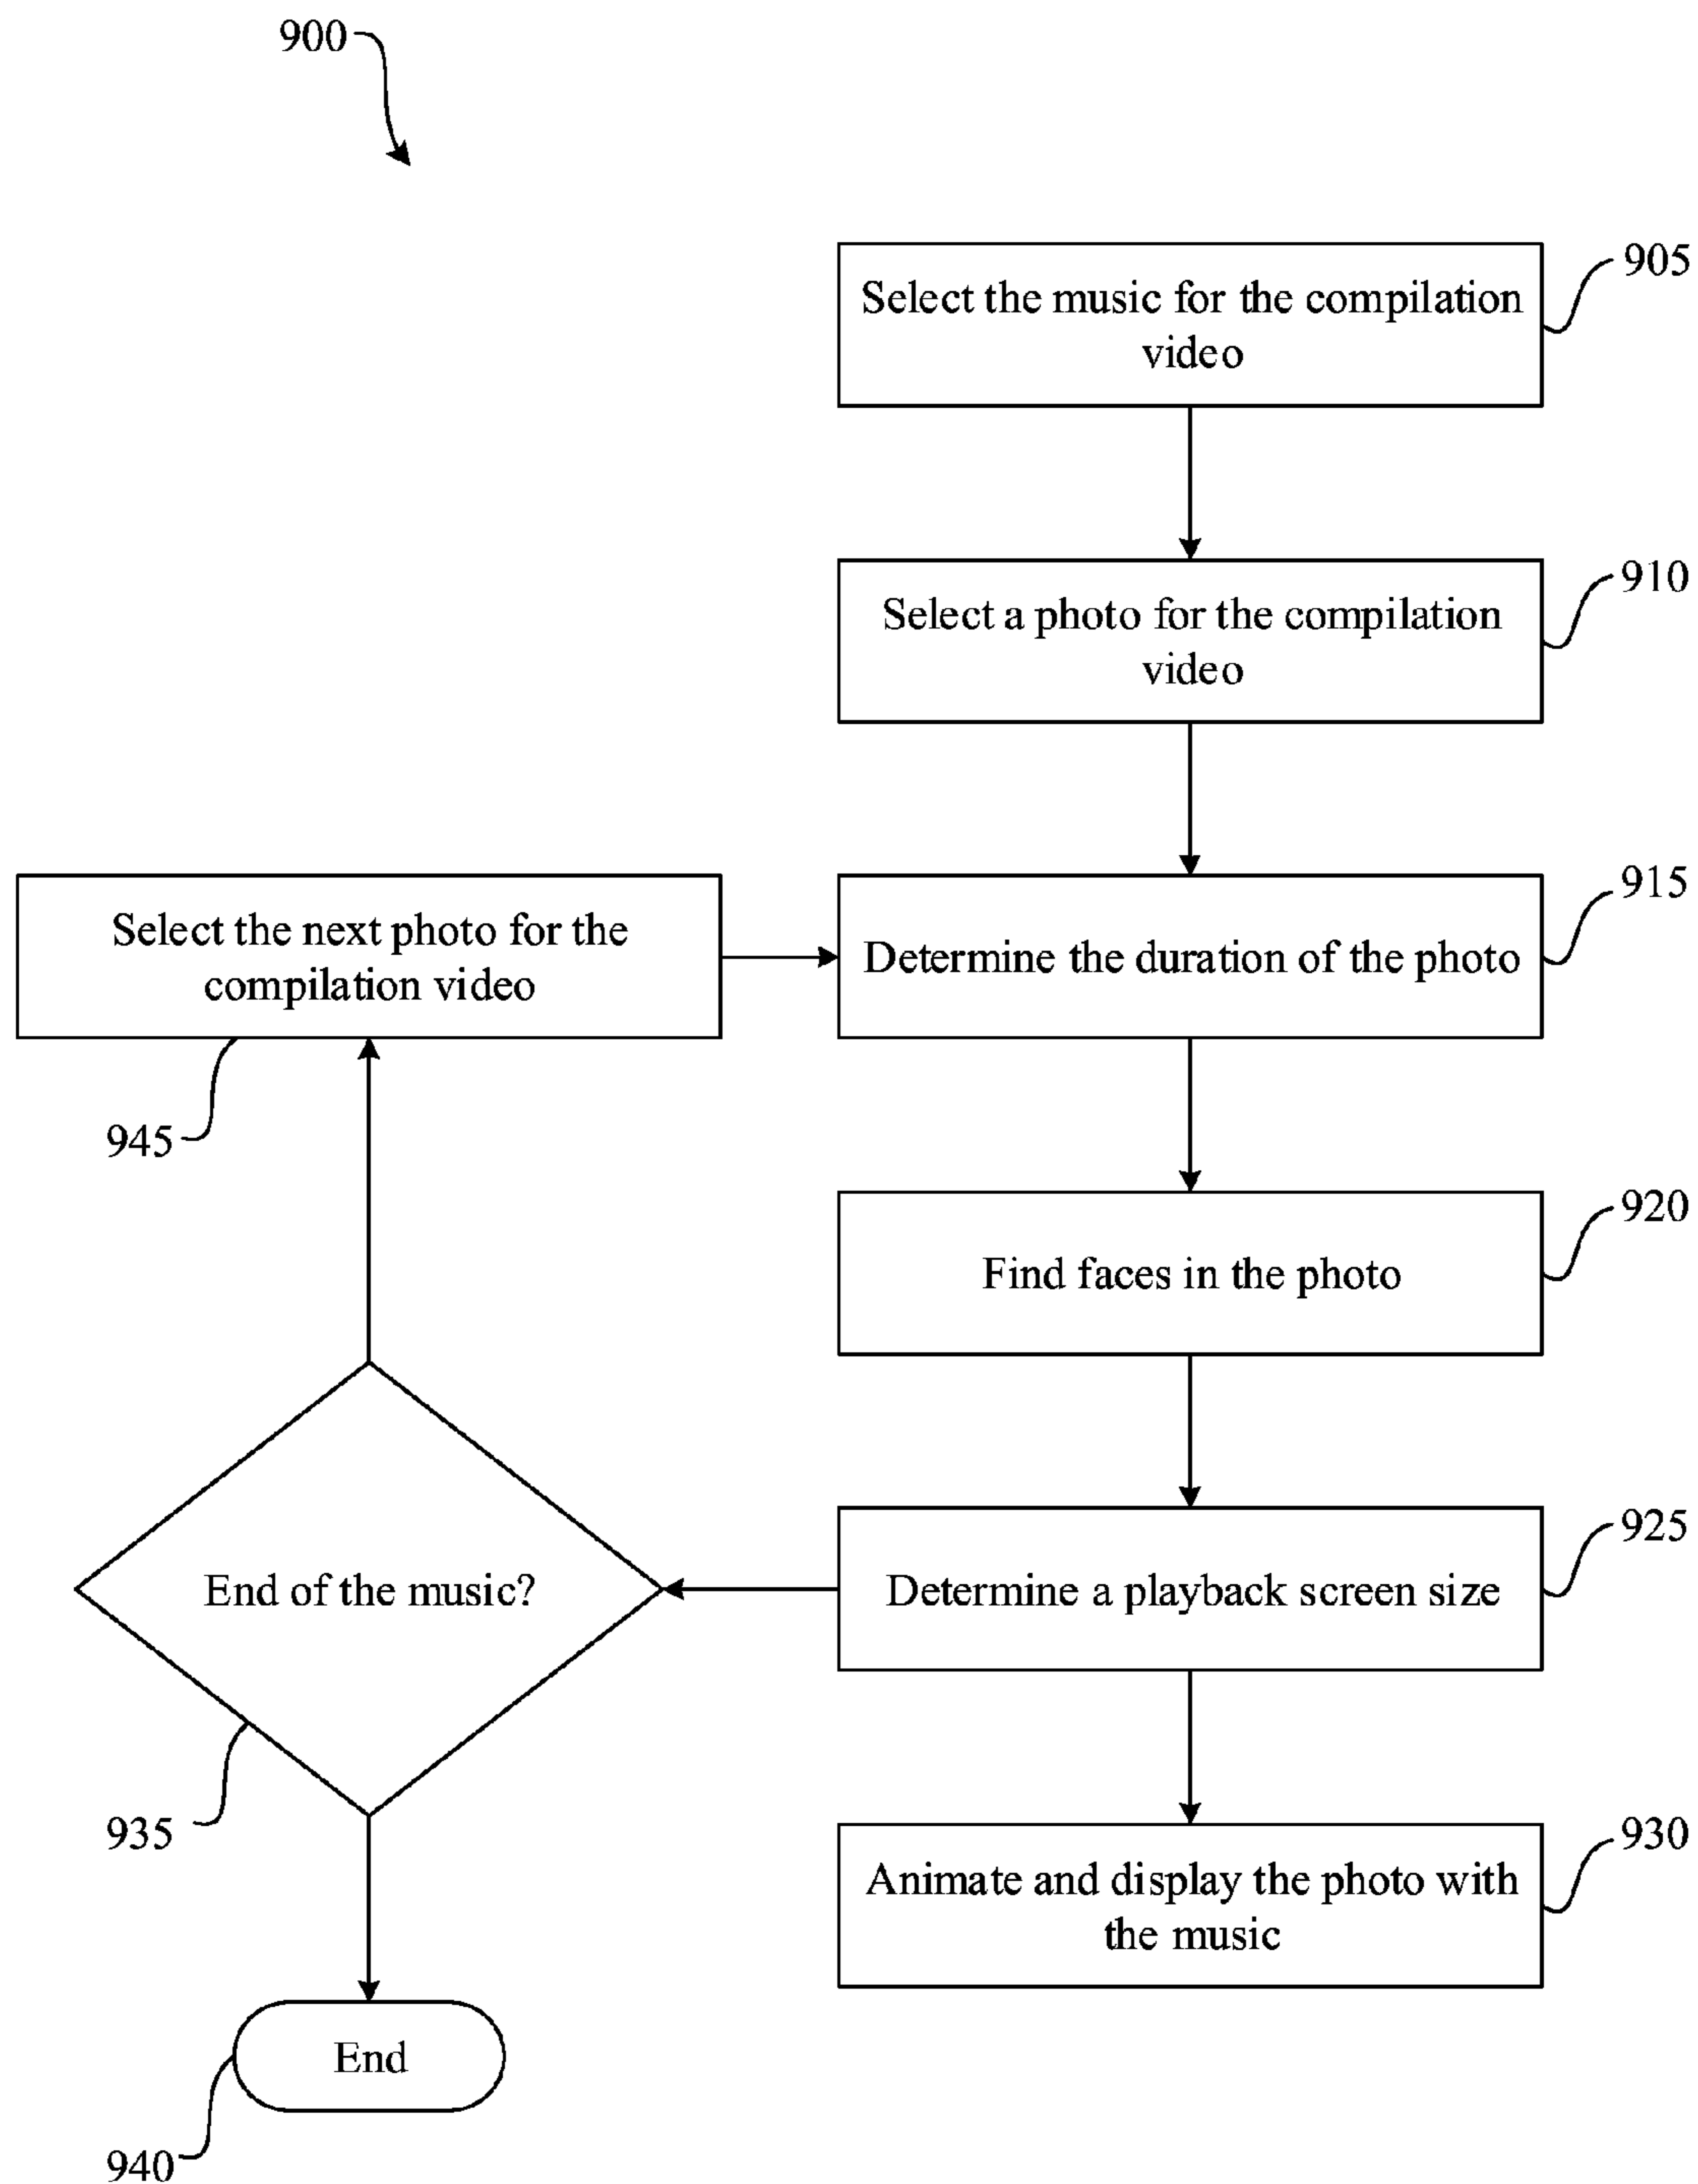 900
905
Select the music for the compilation
video
910
Select a photo for the compilation
video
915
Select the next photo for the
compilation video
Determine the duration of the photo
945
920
Find faces in the photo
925
End of the music?
Determine a playback screen size
935
930
Animate and display the photo with
the music
End
940